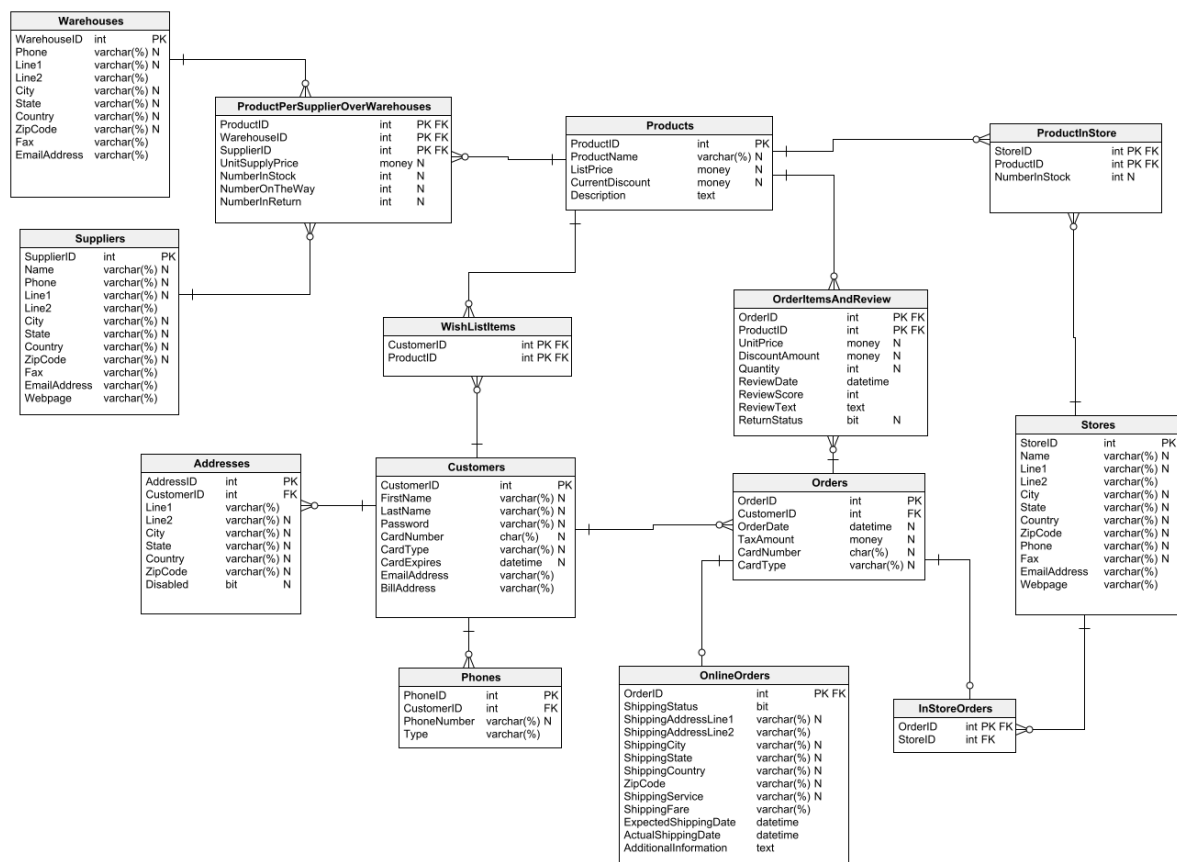 Warehouses
WarehouseID int PK
Phone varchar(%) N
Line1 varchar(%) N
Line2 varchar(%)
City varchar(%) N
State varchar(%) N
Country varchar(%) N
ZipCode varchar(%) N
Fax varchar(%)
EmailAddress varchar(%)
ProductPerSupplierOverWarehouses
ProductID int PK FK
WarehouseID int PK FK
SupplierID int PK FK
UnitSupplyPrice money N
NumberInStock int N
NumberOnTheWay int N
NumberInReturn int N
Products
ProductID int PK
ProductName varchar(%) N
ListPrice money N
CurrentDiscount money N
Description text
ProductInStore
StoreID int PK FK
ProductID int PK FK
NumberInStock int N
Suppliers
SupplierID int PK
Name varchar(%) N
Phone varchar(%) N
Line1 varchar(%) N
Line2 varchar(%)
City varchar(%) N
State varchar(%) N
Country varchar(%) N
ZipCode varchar(%) N
Fax varchar(%)
EmailAddress varchar(%)
Webpage varchar(%)
WishListItems
CustomerID int PK FK
ProductID int PK FK
OrderItemsAndReview
OrderID int PK FK
ProductID int PK FK
UnitPrice money N
DiscountAmount money N
Quantity int N
ReviewDate datetime
ReviewScore int
ReviewText text
ReturnStatus bit N
Stores
StoreID int PK
Name varchar(%) N
Line1 varchar(%) N
Line2 varchar(%)
City varchar(%) N
State varchar(%) N
Country varchar(%) N
ZipCode varchar(%) N
Phone varchar(%) N
Fax varchar(%) N
EmailAddress varchar(%)
Webpage varchar(%)
Addresses
AddressID int PK
CustomerID int FK
Line1 varchar(%)
Line2 varchar(%) N
City varchar(%) N
State varchar(%) N
Country varchar(%) N
ZipCode varchar(%) N
Disabled bit N
Customers
CustomerID int PK
FirstName varchar(%) N
LastName varchar(%) N
Password varchar(%) N
CardNumber char(%) N
CardType varchar(%) N
CardExpires datetime N
EmailAddress varchar(%)
BillAddress varchar(%)
Orders
OrderID int PK
CustomerID int FK
OrderDate datetime N
TaxAmount money N
CardNumber char(%) N
CardType varchar(%) N
Phones
PhoneID int PK
CustomerID int FK
PhoneNumber varchar(%) N
Type varchar(%)
OnlineOrders
OrderID int PK FK
ShippingStatus bit
ShippingAddressLine1 varchar(%) N
ShippingAddressLine2 varchar(%)
ShippingCity varchar(%) N
ShippingState varchar(%) N
ShippingCountry varchar(%) N
ZipCode varchar(%) N
ShippingService varchar(%) N
ShippingFare varchar(%)
ExpectedShippingDate datetime
ActualShippingDate datetime
AdditionalInformation text
InStoreOrders
OrderID int PK FK
StoreID int FK